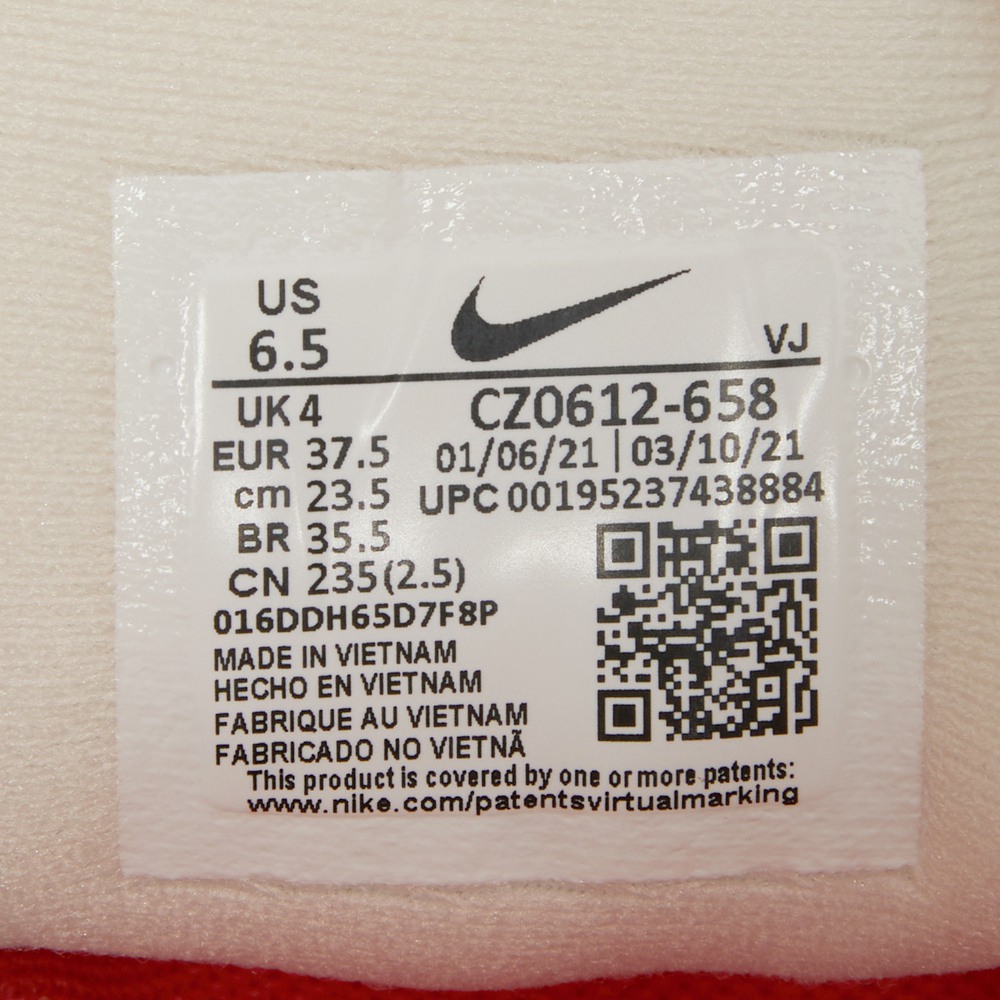 US
6.5
VJ
UK 4
EUR 37.5
cm 23.5
BR 35.5
CN 235(2.5)
CZ0612-658
01/06/21 | 03/10/21
UPC 00195237438884
016DDH65D7F8P
MADE IN VIETNAM
HECHO EN VIETNAM
FABRIQUE AU VIETNAM
FABRICADO NO VIETNÃ
This product is covered by one or more patents:
www.nike.com/patentsvirtualmarking